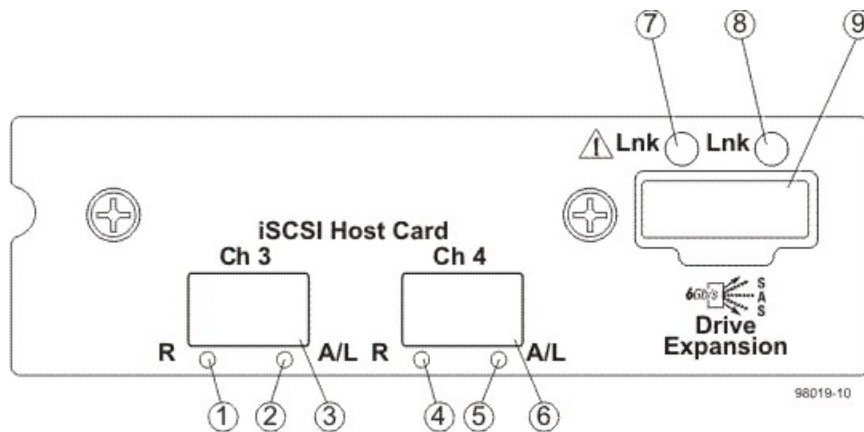 7 8 9
Lnk Lnk
iSCSI Host Card
Ch 3 Ch 4
6Gb/s SAS
Drive
Expansion
R A/L R A/L
98019-10
1 2 3 4 5 6